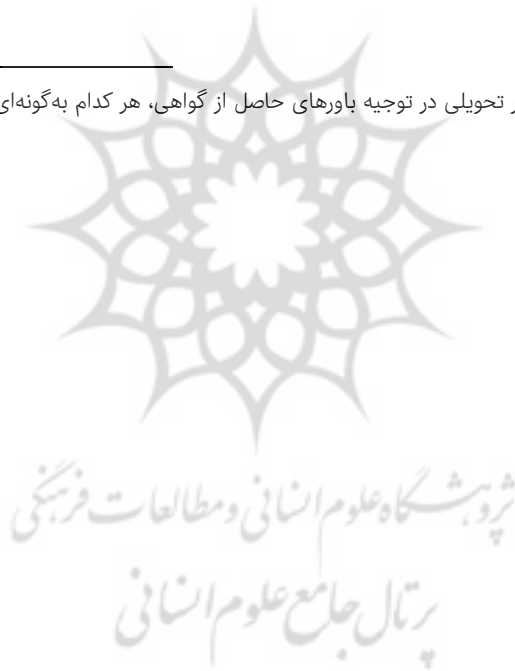 ر تحویلی در توجیه باورهای حاصل از گواهی، هر کدام به‌گونه‌ای
پژوهشگاه علوم انسانی و مطالعات فرهنگی
پرتال جامع علوم انسانی